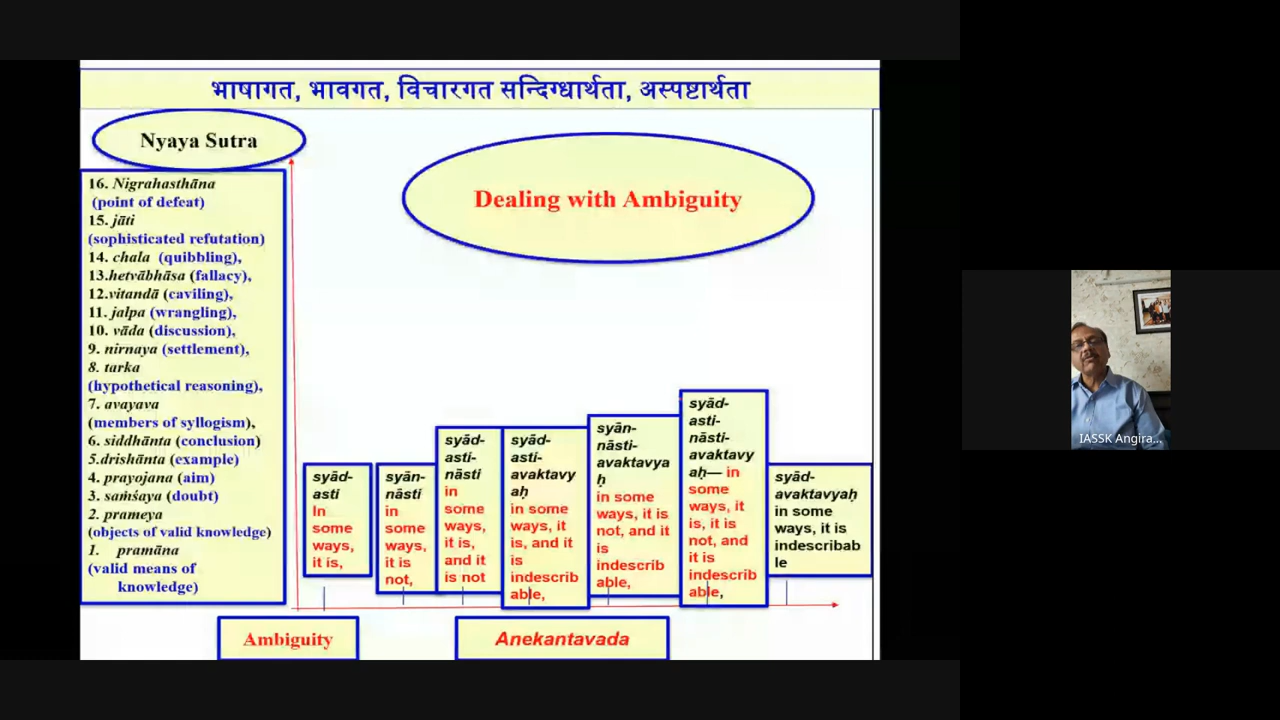 भाषागत, भावगत, विचारगत सन्दिग्धार्थता, अस्पष्टार्थता
Nyaya Sutra
16. Nigrahasthāna
(point of defeat)
15. jāti
(sophisticated refutation)
14. chala (quibbling),
13.hetvābhāsa (fallacy),
12.vitandā (caviling),
11. jalpa (wrangling),
10. vāda (discussion),
9. nirnaya (settlement),
8. tarka
(hypothetical reasoning),
7. avayava
(members of syllogism),
6. siddhānta (conclusion)
5.drishānta (example)
4. prayojana (aim)
3. saṁśaya (doubt)
2. prameya
(objects of valid knowledge)
1. pramāna
(valid means of
knowledge)
Dealing with Ambiguity
syād-
asti
In
some
ways,
it is,
syān-
nāsti
in
some
ways,
it is
not,
syād-
asti-
nāsti
in
some
ways,
it is,
and it
is not
syād-
asti-
avaktavy
aḥ
in some
ways, it
is, and it
is
indescrib
able,
syān-
nāsti-
avaktavya
ḥ
in some
ways, it is
not, and it
is
indescrib
able,
syād-
asti-
nāsti-
avaktavy
aḥ— in
some
ways, it
is, it is
not, and
it is
indescrib
able,
syād-
avaktavyaḥ
in some
ways, it is
indescribab
le
Ambiguity
Anekantavada
IASSK Angira...